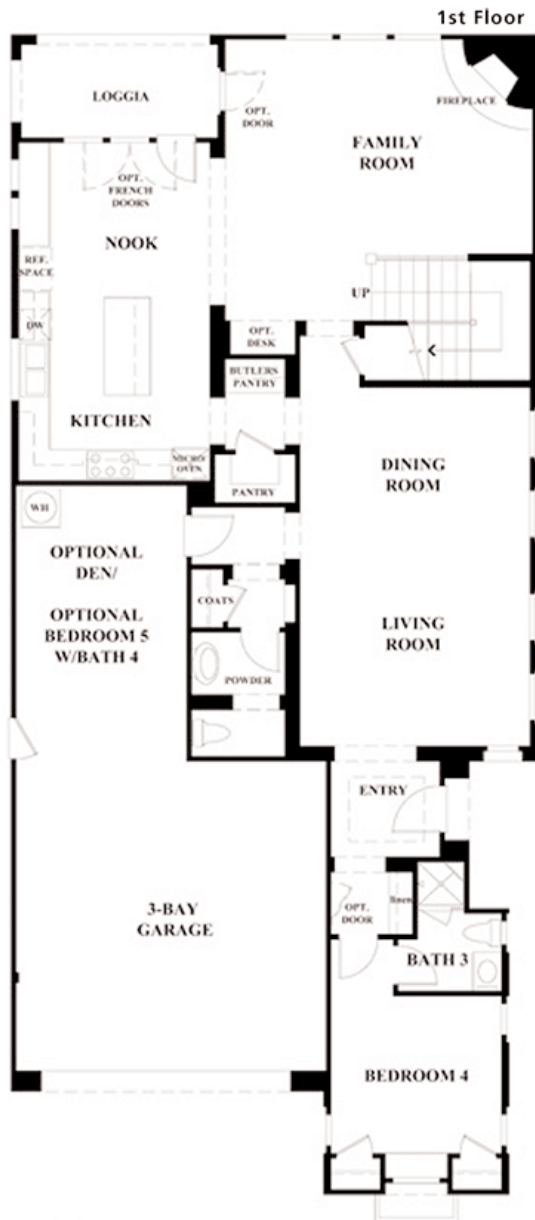 1st Floor
LOGGIA
OPT.
DOOR
FIREPLACE
FAMILY
ROOM
OPT.
FRENCH
DOORS
NOOK
REF.
SPACE
UP
DW
OPT.
DESK
BUTLERS
PANTRY
KITCHEN
MICRO/
OVEN
DINING
ROOM
PANTRY
WH
OPTIONAL
DEN/
OPTIONAL
BEDROOM 5
W/BATH 4
COATS
LIVING
ROOM
POWDER
ENTRY
3-BAY
GARAGE
OPT.
DOOR
linen
BATH 3
BEDROOM 4